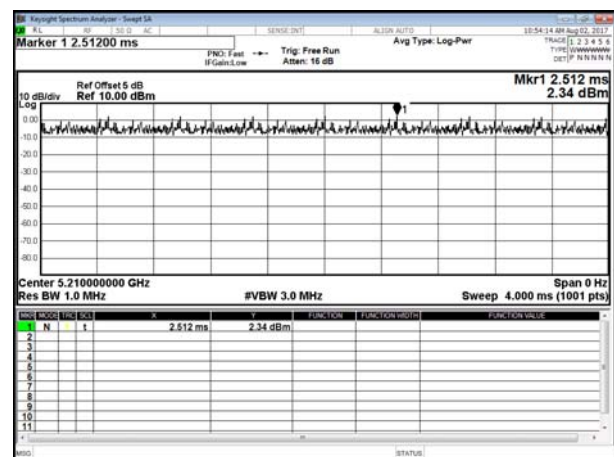 Keysight Spectrum Analyzer - Swept SA
RL RF 50 Ω AC SENSE:INT ALIGN AUTO 10:54:14 AM Aug 02, 2017
Marker 1 2.51200 ms
PNO: Fast Trig: Free Run Avg Type: Log-Pwr TRACE 1 2 3 4 5 6
IFGain:Low Atten: 16 dB TYPE WWWWWW
DET P N N N N N
Ref Offset 5 dB Mkr1 2.512 ms
10 dB/div Ref 10.00 dBm 2.34 dBm
Log
1
0.00
-10.0
-20.0
-30.0
-40.0
-50.0
-60.0
-70.0
-80.0
Center 5.210000000 GHz Span 0 Hz
Res BW 1.0 MHz #VBW 3.0 MHz Sweep 4.000 ms (1001 pts)
MKR MODE TRC SCL X Y FUNCTION FUNCTION WIDTH FUNCTION VALUE
1 N t 2.512 ms 2.34 dBm
2
3
4
5
6
7
8
9
10
11
MSG STATUS